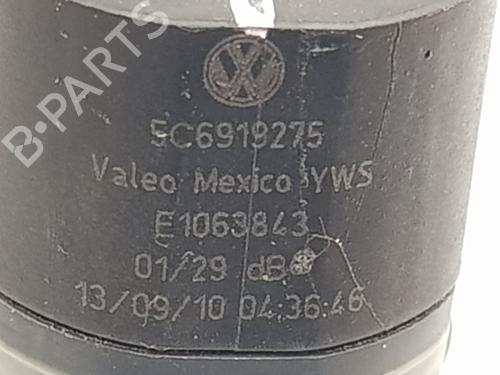 B-PARTS
5C6919275
Valeo Mexico YWS
E1063843
01/29 dB
13/09/10 04:36:46